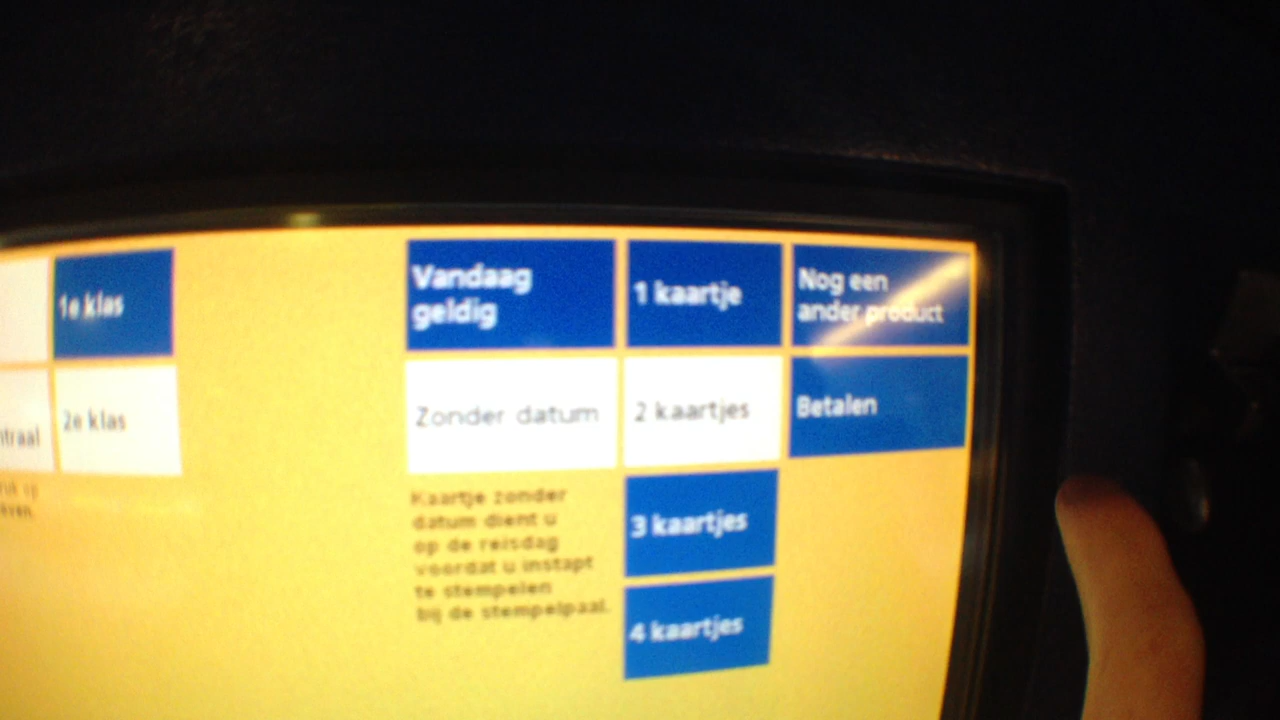 1e klas
2e klas
ntraal
Vandaag
geldig
1 kaartje
Nog een
ander product
Zonder datum
2 kaartjes
Betalen
Kaartje zonder
datum dient u
op de reisdag
voordat u instapt
te stempelen
bij de stempelpaal.
3 kaartjes
4 kaartjes